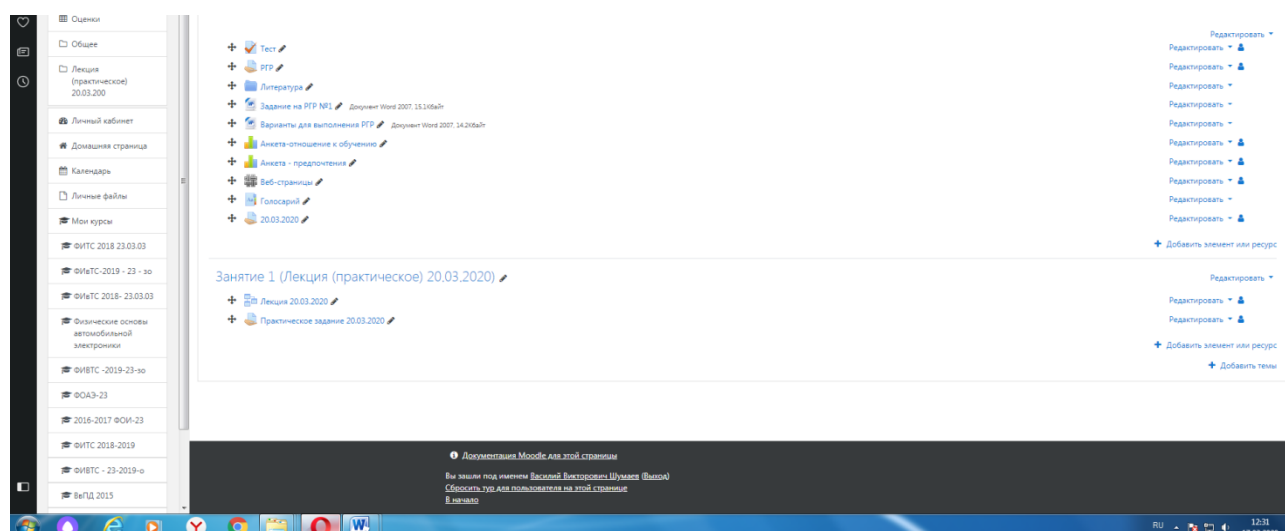 Оценки
Общее
Лекция
(практическое)
20.03.200
Личный кабинет
Домашняя страница
Календарь
Личные файлы
Мои курсы
ФИТС 2018 23.03.03
ФИвТС-2019 - 23 - зо
ФИвТС 2018- 23.03.03
Физические основы
автомобильной
электроники
ФИВТС -2019-23-зо
ФОАЭ-23
2016-2017 ФОИ-23
ФИТС 2018-2019
ФИВТС - 23-2019-о
ВвПД 2015
Редактировать
Тест Редактировать
РГР Редактировать
Литература Редактировать
Задание на РГР №1 Документ Word 2007, 15.1Кбайт Редактировать
Варианты для выполнения РГР Документ Word 2007, 14.2Кбайт Редактировать
Анкета-отношение к обучению Редактировать
Анкета - предпочтения Редактировать
Веб-страницы Редактировать
Голосарий Редактировать
20.03.2020 Редактировать
Добавить элемент или ресурс
Занятие 1 (Лекция (практическое) 20.03.2020) Редактировать
Лекция 20.03.2020 Редактировать
Практическое задание 20.03.2020 Редактировать
Добавить элемент или ресурс
Добавить темы
Документация Moodle для этой страницы
Вы зашли под именем Василий Викторович Шумаев (Выход)
Сбросить тур для пользователя на этой странице
В начало
RU 12:31